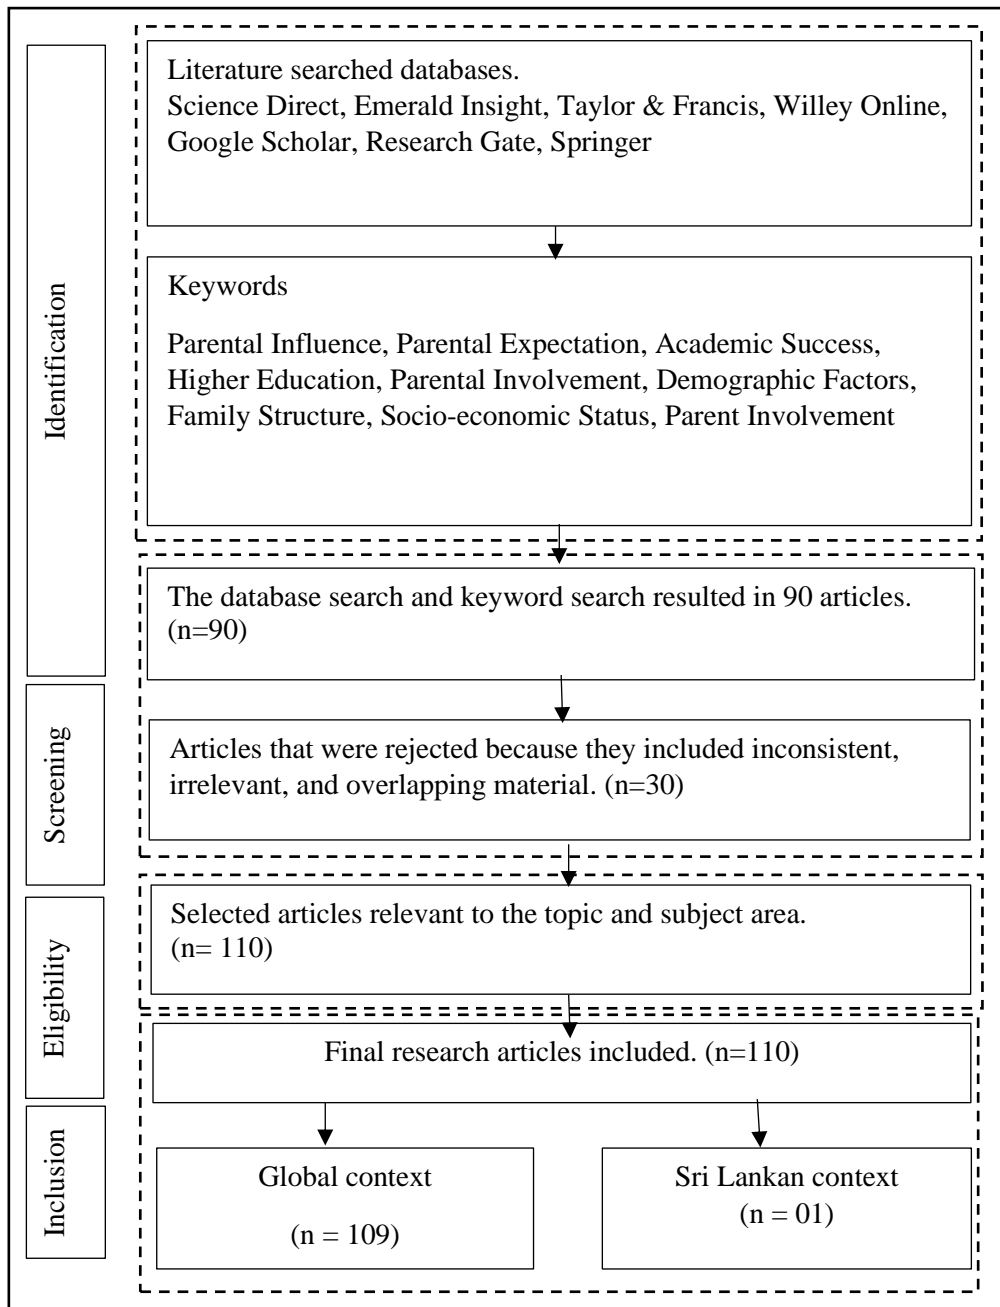 Identification
Literature searched databases.
Science Direct, Emerald Insight, Taylor & Francis, Willey Online,
Google Scholar, Research Gate, Springer
Keywords
Parental Influence, Parental Expectation, Academic Success,
Higher Education, Parental Involvement, Demographic Factors,
Family Structure, Socio-economic Status, Parent Involvement
The database search and keyword search resulted in 90 articles.
(n=90)
Screening
Articles that were rejected because they included inconsistent,
irrelevant, and overlapping material. (n=30)
Eligibility
Selected articles relevant to the topic and subject area.
(n= 110)
Final research articles included. (n=110)
Inclusion
Global context
(n = 109)
Sri Lankan context
(n = 01)